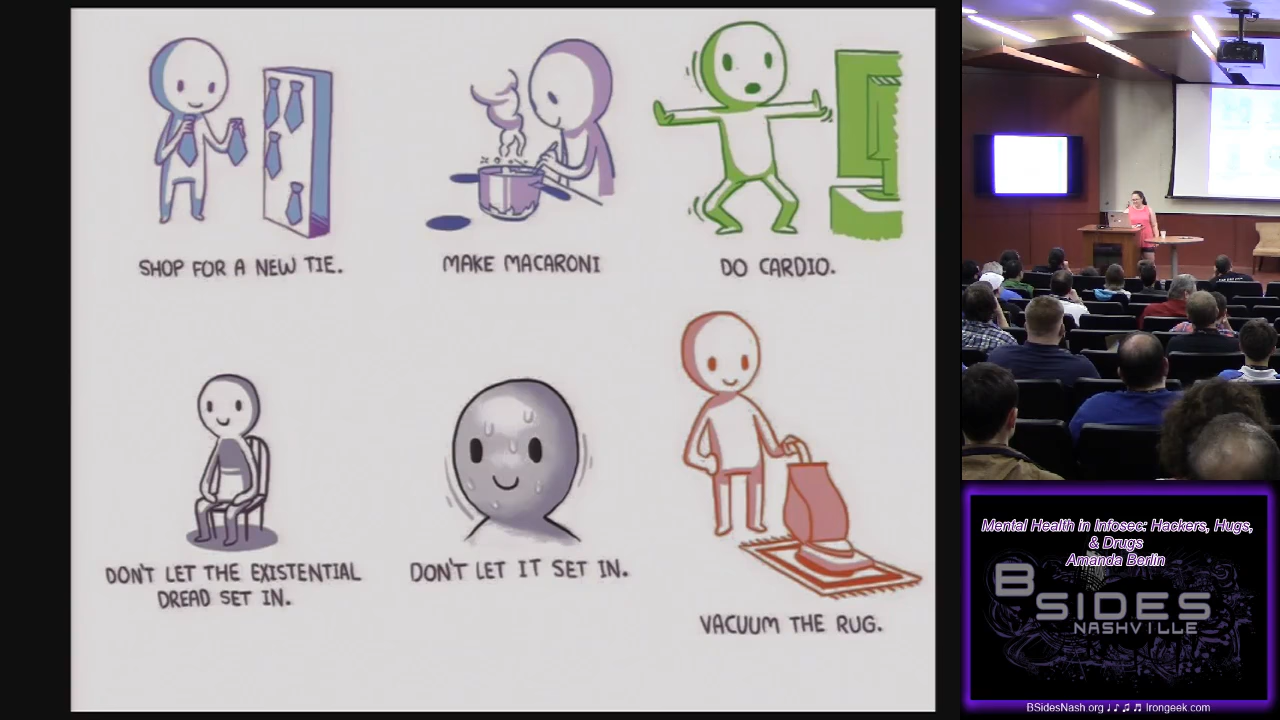 SHOP FOR A NEW TIE.
MAKE MACARONI
DO CARDIO.
DON'T LET THE EXISTENTIAL
DREAD SET IN.
DON'T LET IT SET IN.
VACUUM THE RUG.
Mental Health in Infosec: Hackers, Hugs,
& Drugs
Amanda Berlin
BSIDES
NASHVILLE
BSidesNash.org ♩ ♪ ♫ ♬ Irongeek.com